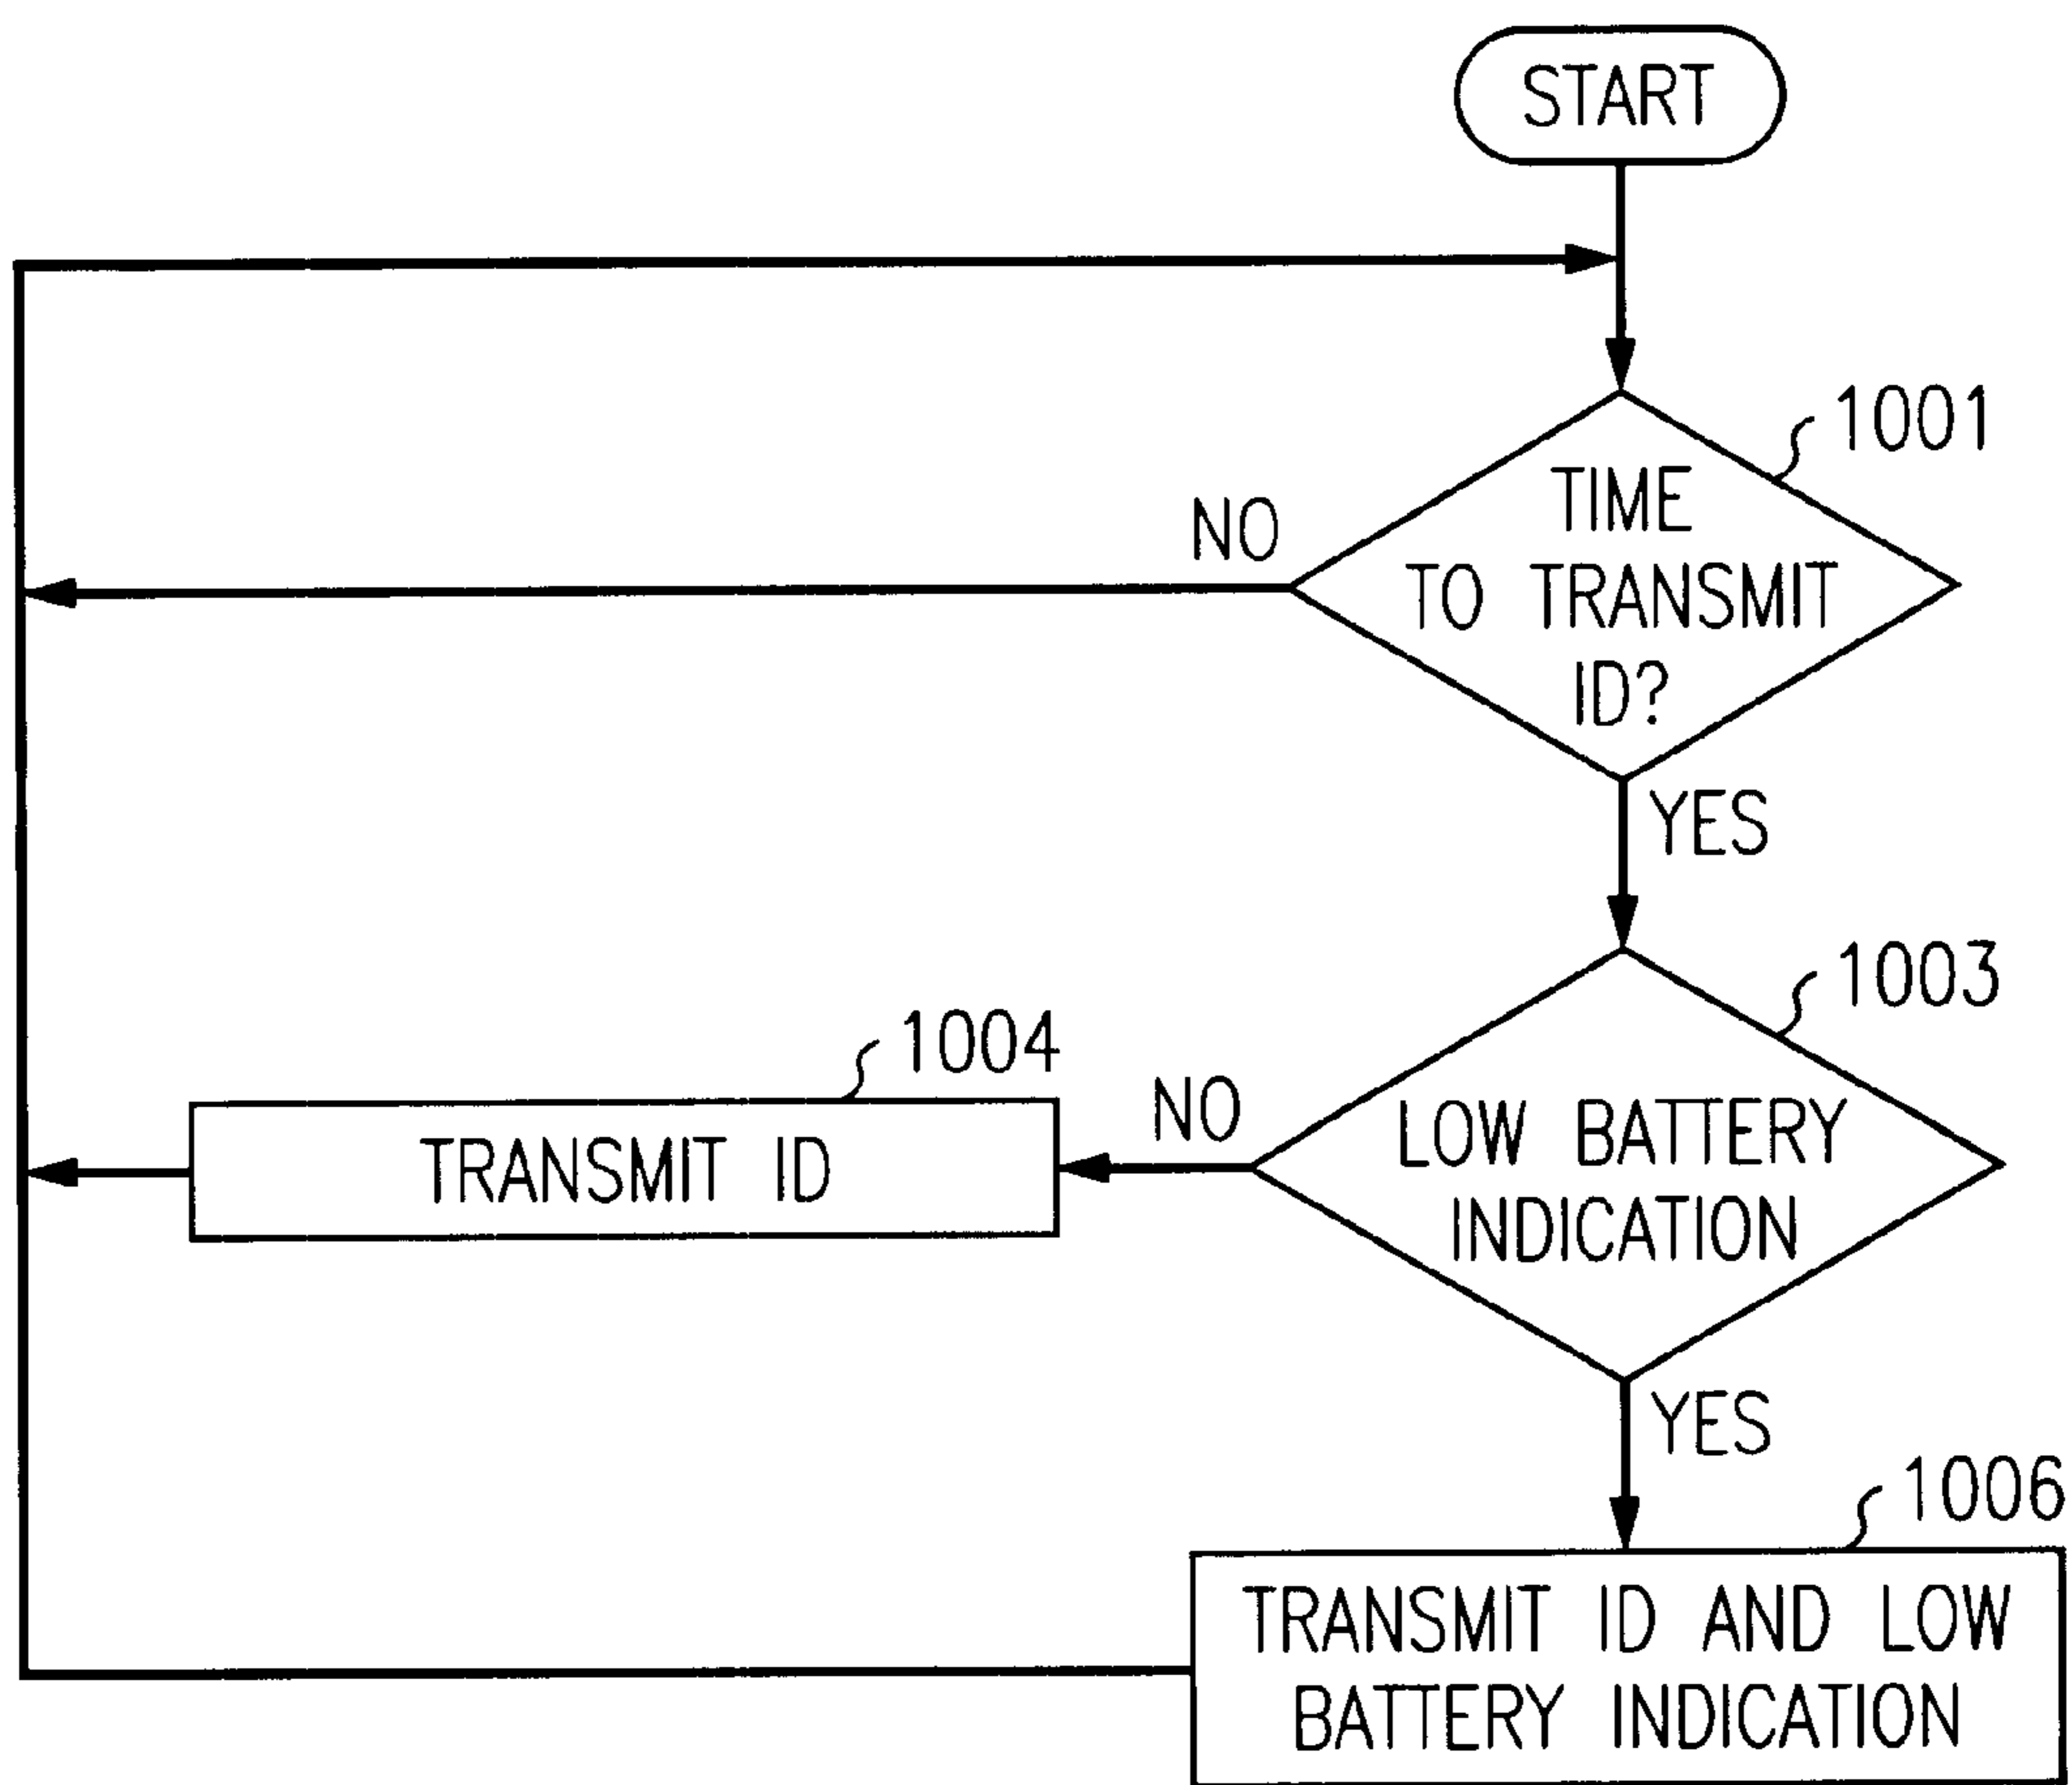 START
1001
TIME
TO TRANSMIT
ID?
NO
YES
1003
LOW BATTERY
INDICATION
NO
1004
TRANSMIT ID
YES
1006
TRANSMIT ID AND LOW
BATTERY INDICATION